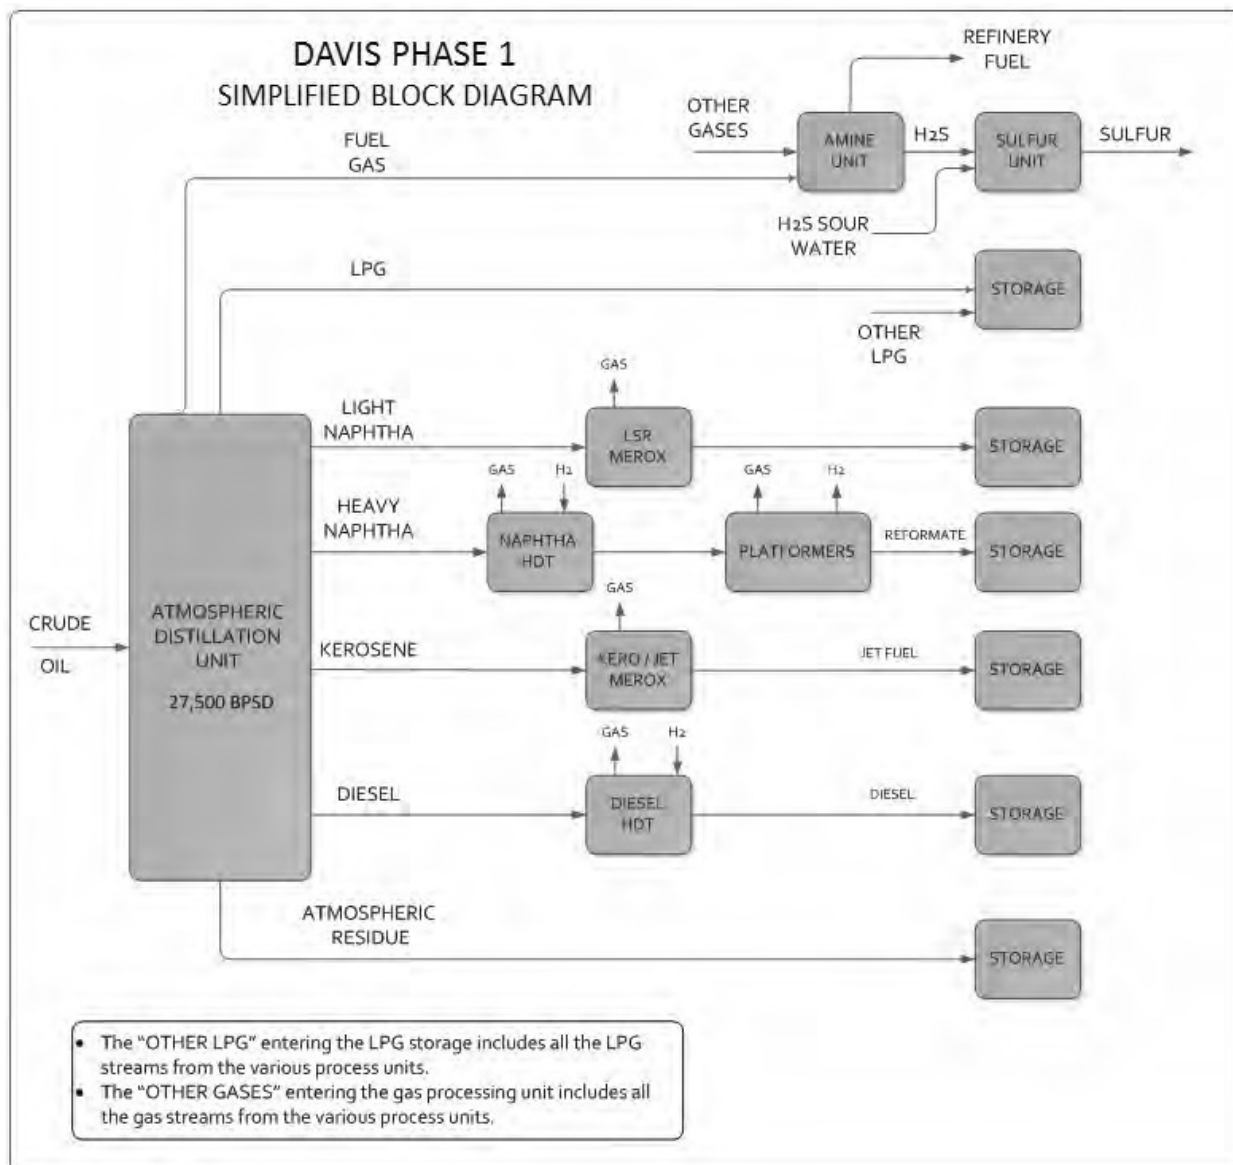 DAVIS PHASE 1
SIMPLIFIED BLOCK DIAGRAM
REFINERY
FUEL
OTHER
GASES
AMINE
UNIT
H2S
SULFUR
UNIT
SULFUR
FUEL
GAS
H2S SOUR
WATER
LPG
STORAGE
OTHER
LPG
GAS
LIGHT
NAPHTHA
LSR
MEROX
STORAGE
GAS
H2
GAS
H2
HEAVY
NAPHTHA
NAPHTHA
HDT
PLATFORMERS
REFORMATE
STORAGE
GAS
CRUDE
OIL
ATMOSPHERIC
DISTILLATION
UNIT
27,500 BPSD
KEROSENE
KERO / JET
MEROX
JET FUEL
STORAGE
GAS
H2
DIESEL
DIESEL
HDT
DIESEL
STORAGE
ATMOSPHERIC
RESIDUE
STORAGE
• The “OTHER LPG” entering the LPG storage includes all the LPG
streams from the various process units.
• The “OTHER GASES” entering the gas processing unit includes all
the gas streams from the various process units.